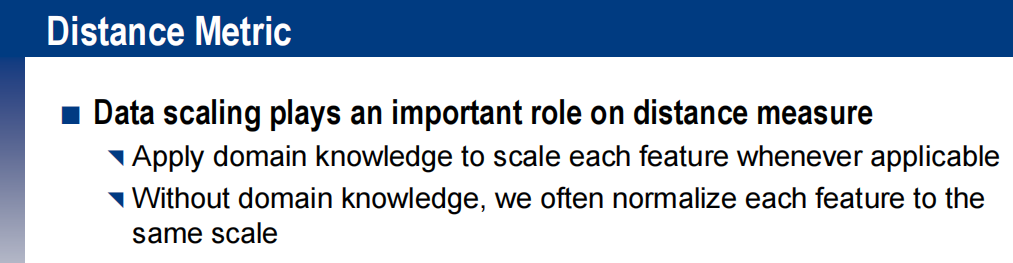 Distance Metric
Data scaling plays an important role on distance measure
Apply domain knowledge to scale each feature whenever applicable
Without domain knowledge, we often normalize each feature to the
same scale